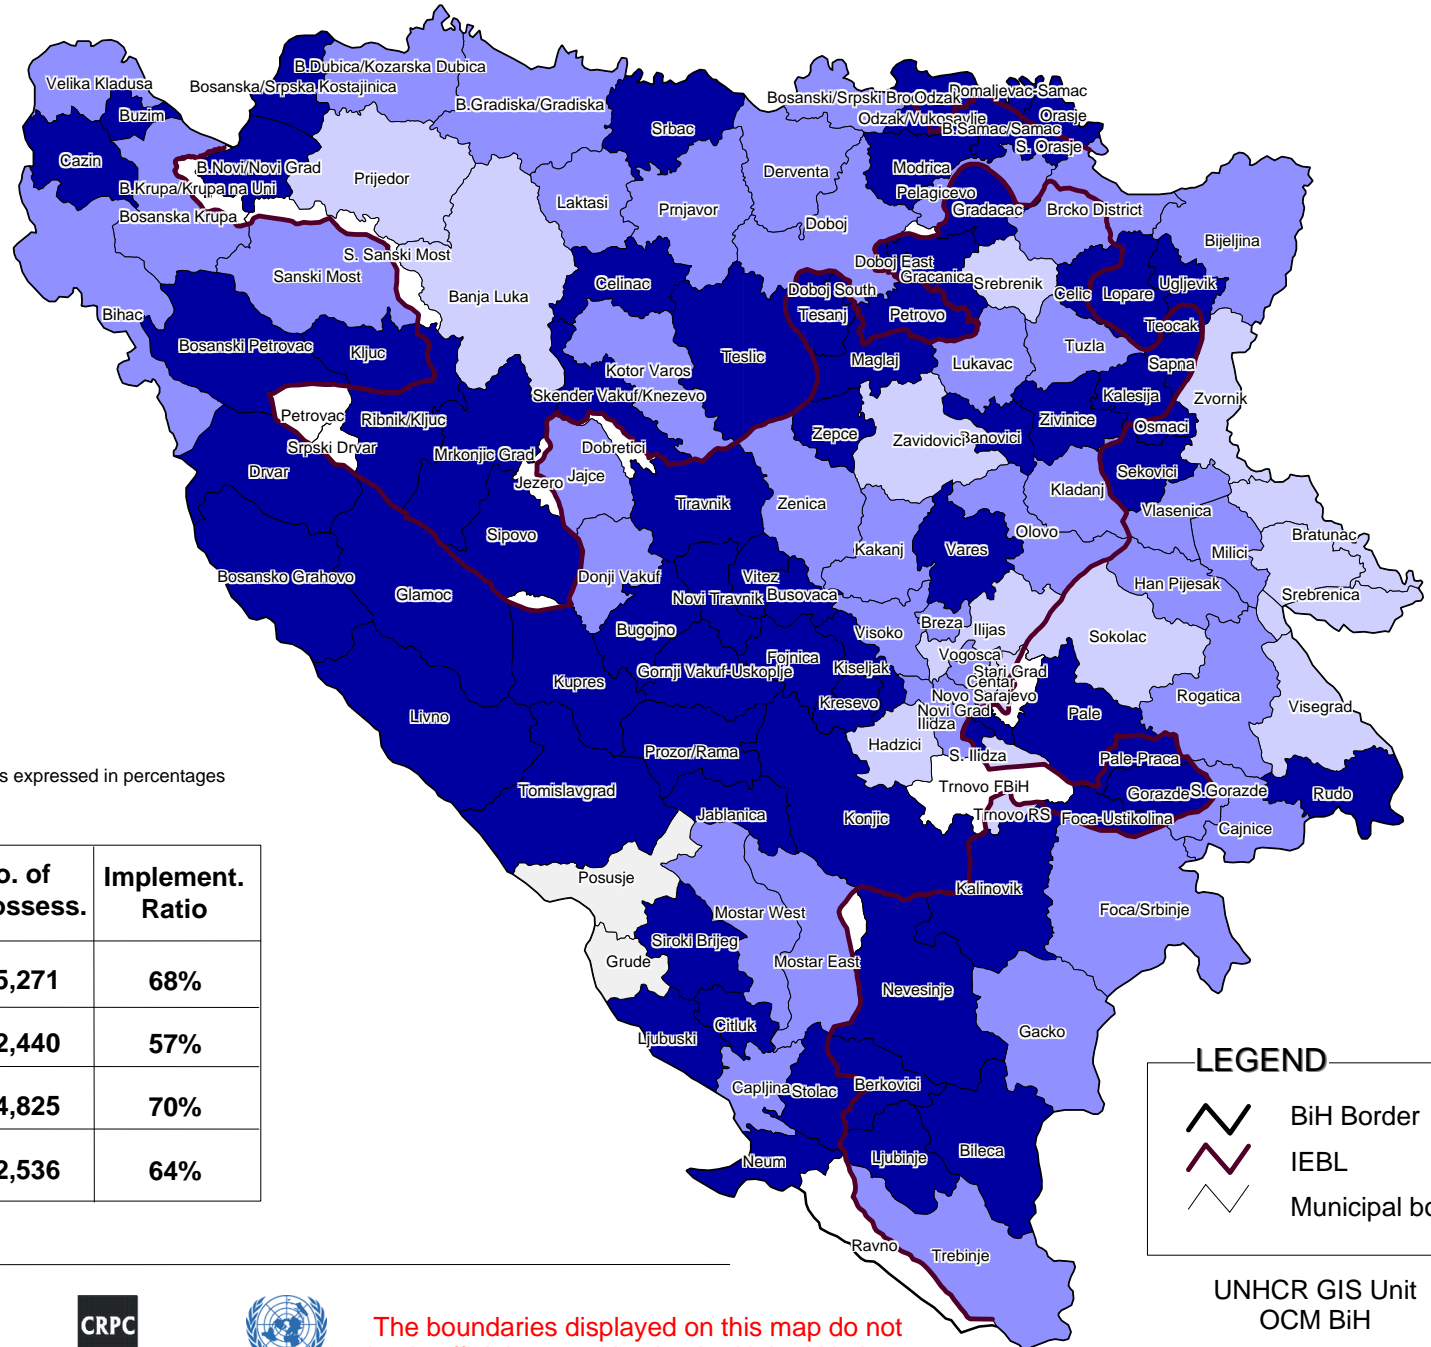 B.Dubica/Kozarska Dubica
Velika Kladusa
Bosanska/Srpska Kostajinica
B.Gradiska/Gradiska
Buzim
Srbac
Cazin
B.Novi/Novi Grad
Prijedor
B.Krupa/Krupa na Uni
Bosanska Krupa
Laktasi
Prnjavor
Derventa
Doboj
Bosanski/Srpski Bro
Odzak
Domaljevac-Samac
Odzak/Vukosavlje
Orasje
B.Samac/Samac
S. Orasje
Modrica
Pelagicevo
Gradacac
Brcko District
Bijeljina
S. Sanski Most
Sanski Most
Banja Luka
Celinac
Doboj East
Gracanica
Srebrenik
Doboj South
Celic
Lopare
Ugljevik
Tesanj
Petrovo
Teocak
Bihac
Bosanski Petrovac
Kljuc
Teslic
Maglaj
Lukavac
Tuzla
Sapna
Kotor Varos
Skender Vakuf/Knezevo
Kalesija
Zvornik
Petrovac
Ribnik/Kljuc
Zivinice
Osmaci
Srpski Drvar
Mrkonjic Grad
Dobretici
Zepce
Zavidovici
Banovici
Drvar
Jezero
Jajce
Sekovici
Kladanj
Travnik
Zenica
Vlasenica
Sipovo
Olovo
Bratunac
Kakanj
Vares
Milici
Bosansko Grahovo
Glamoc
Donji Vakuf
Vitez
Novi Travnik
Busovaca
Han Pijesak
Srebrenica
Bugojno
Visoko
Breza
Ilijas
Sokolac
Gornji Vakuf-Uskoplje
Fojnica
Kiseljak
Vogosca
Stari Grad
Centar
Kupres
Kresevo
Novo Sarajevo
Rogatica
Novi Grad
Ilidza
Livno
Pale
Visegrad
Prozor/Rama
Hadzici
S. Ilidza
Pale-Praca
s expressed in percentages
Tomislavgrad
Trnovo FBiH
Gorazde
S.Gorazde
Rudo
Jablanica
Konjic
Trnovo RS
Foca-Ustikolina
Cajnice
Posusje
Kalinovik
Mostar West
Foca/Srbinje
Siroki Brijeg
Grude
Mostar East
Nevesinje
Citluk
Ljubuski
Gacko
Capljina
Stolac
Berkovici
Neum
Ljubinje
Bileca
Ravno
Trebinje
o. of
ossess.
Implement.
Ratio
5,271 68%
2,440 57%
4,825 70%
2,536 64%
LEGEND
BiH Border
IEBL
Municipal bo
UNHCR GIS Unit
OCM BiH
CRPC
The boundaries displayed on this map do not